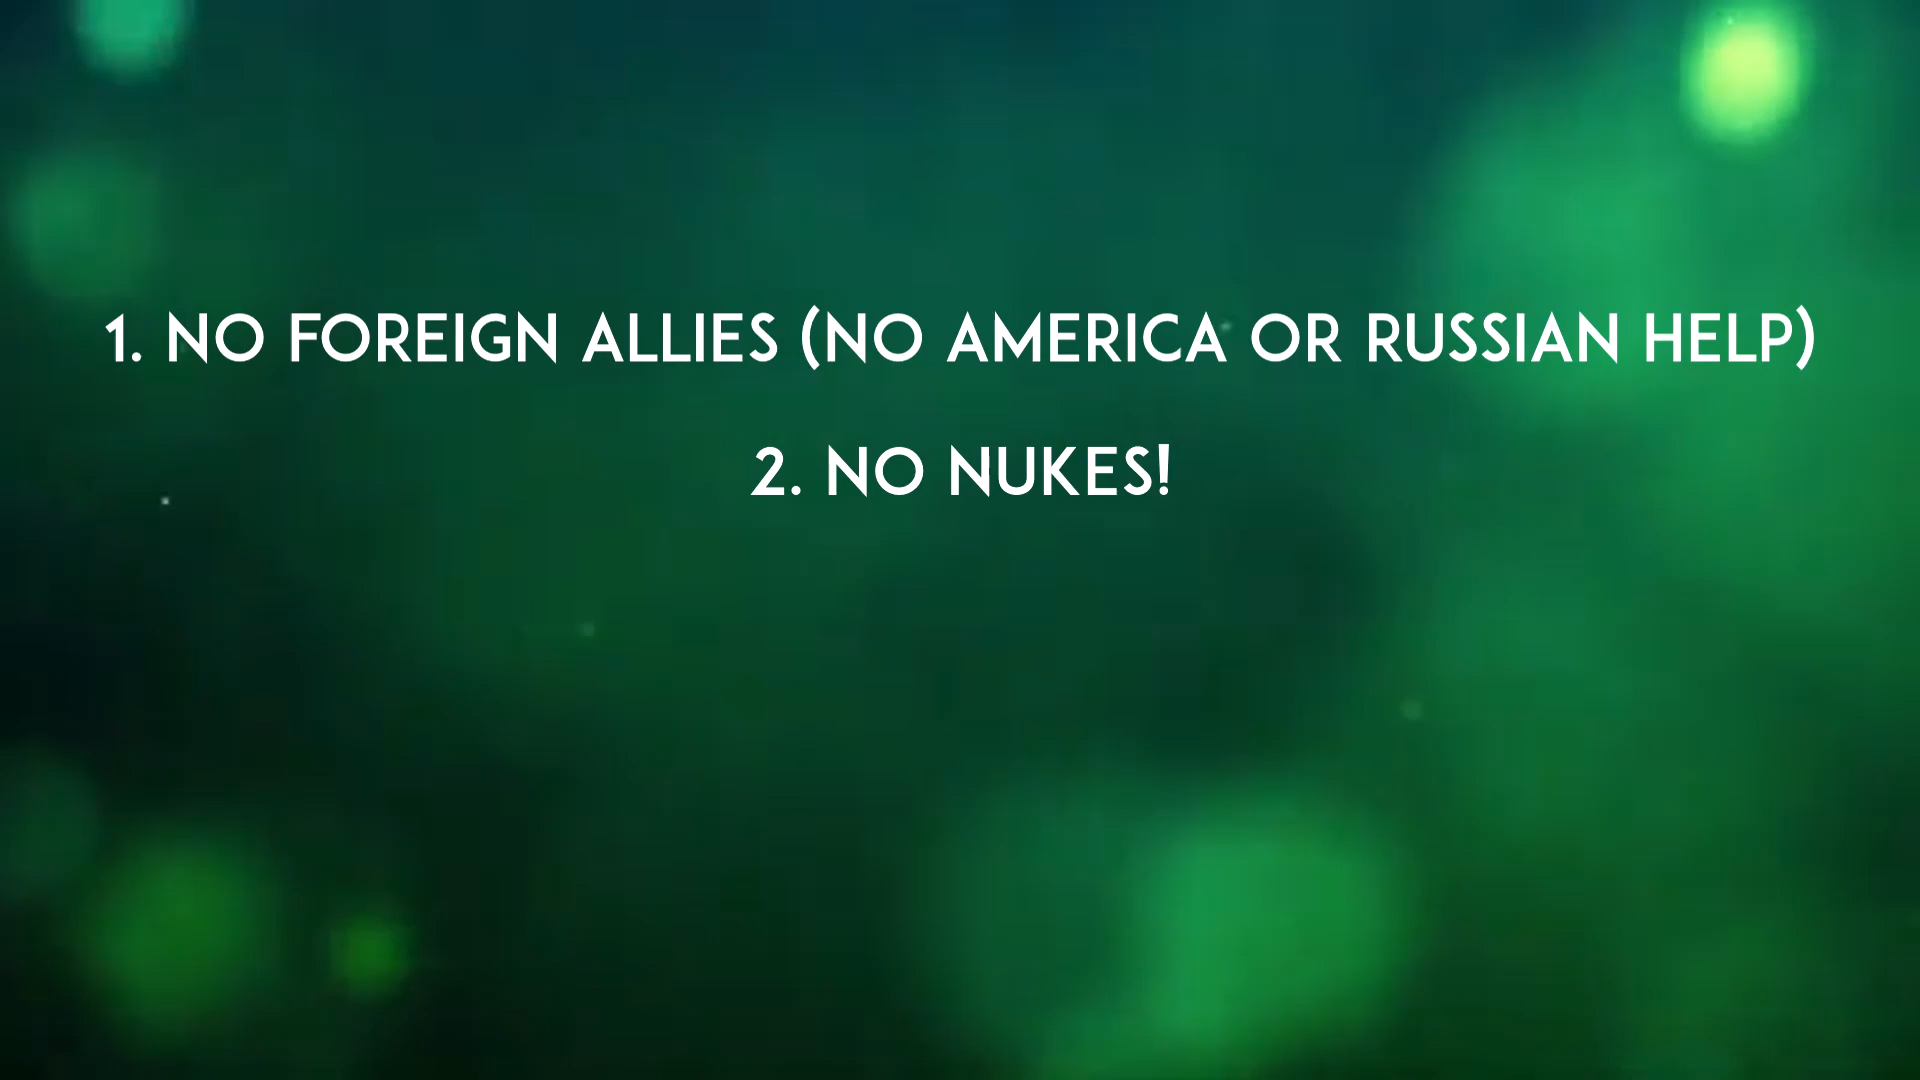 1. NO FOREIGN ALLIES (NO AMERICA OR RUSSIAN HELP)
2. NO NUKES!